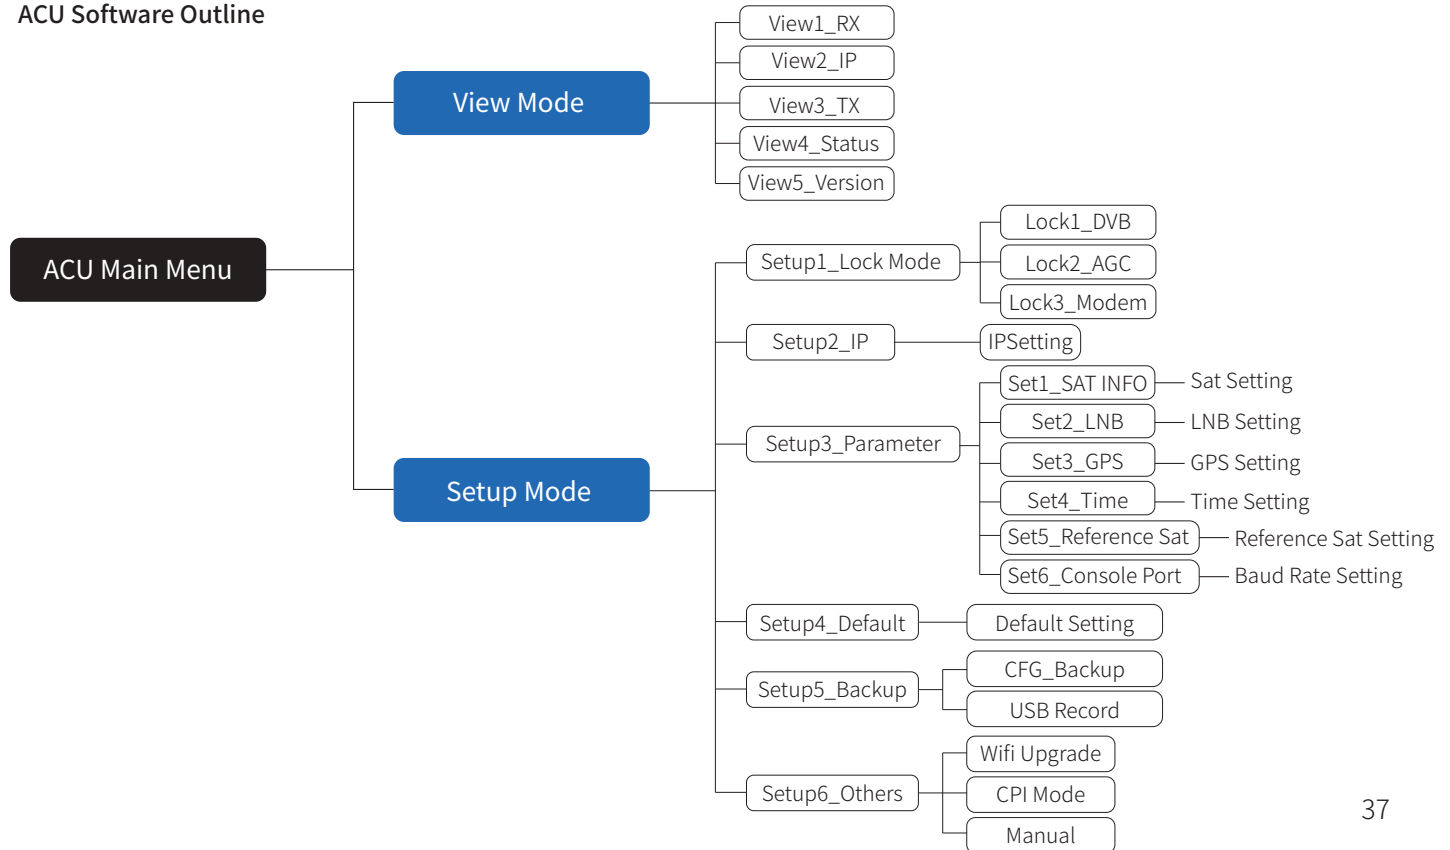 ACU Software Outline
ACU Main Menu
View Mode
View1_RX
View2_IP
View3_TX
View4_Status
View5_Version
Setup Mode
Setup1_Lock Mode
Lock1_DVB
Lock2_AGC
Lock3_Modem
Setup2_IP
IPSetting
Setup3_Parameter
Set1_SAT INFO
Sat Setting
Set2_LNB
LNB Setting
Set3_GPS
GPS Setting
Set4_Time
Time Setting
Set5_Reference Sat
Reference Sat Setting
Set6_Console Port
Baud Rate Setting
Setup4_Default
Default Setting
Setup5_Backup
CFG_Backup
USB Record
Setup6_Others
Wifi Upgrade
CPI Mode
Manual
37